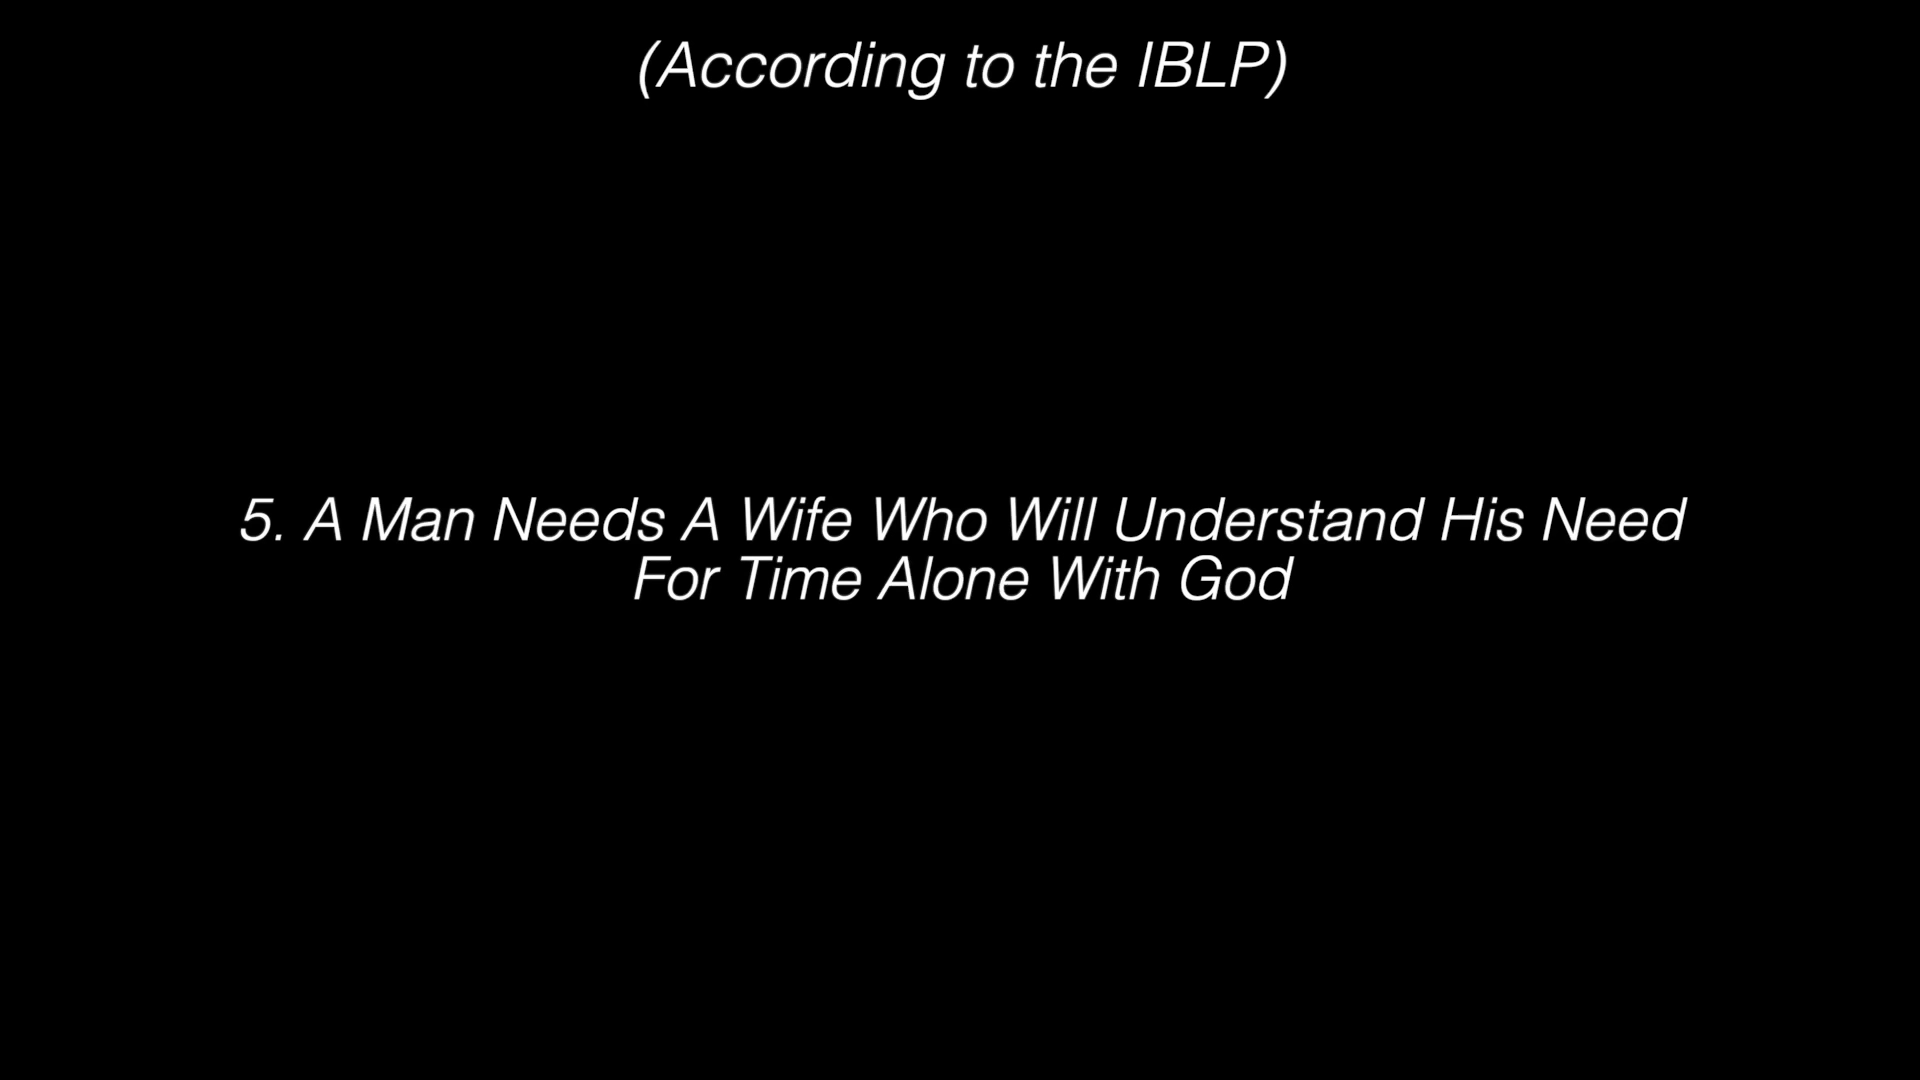 (According to the IBLP)
5. A Man Needs A Wife Who Will Understand His Need
For Time Alone With God